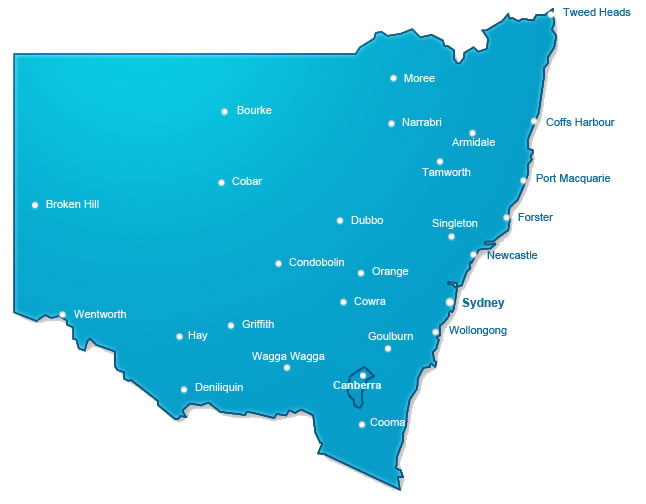 Tweed Heads
Moree
Bourke
Narrabri
Coffs Harbour
Armidale
Tamworth
Port Macquarie
Cobar
Broken Hill
Dubbo
Singleton
Forster
Newcastle
Condobolin
Orange
Cowra
Sydney
Wentworth
Griffith
Hay
Goulburn
Wollongong
Wagga Wagga
Canberra
Deniliquin
Cooma